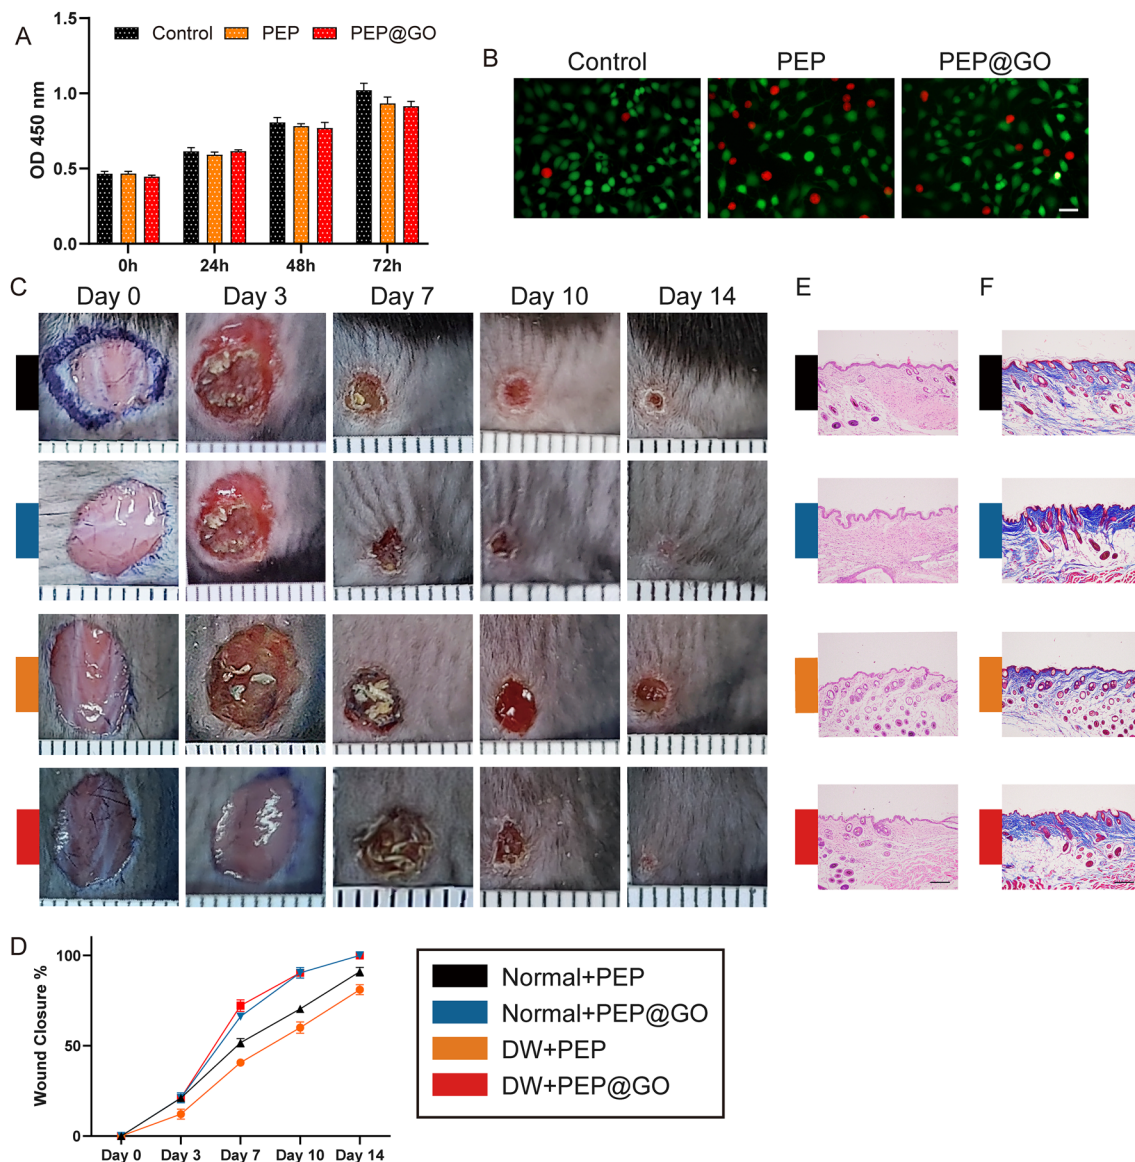 A
1.5
1.0
0.5
0.0
OD 450 nm
Control PEP PEP@GO
0h 24h 48h 72h
B
Control PEP PEP@GO
C
Day 0 Day 3 Day 7 Day 10 Day 14
E
F
D
100
50
0
Wound Closure %
Day 0 Day 3 Day 7 Day 10 Day 14
Normal+PEP
Normal+PEP@GO
DW+PEP
DW+PEP@GO